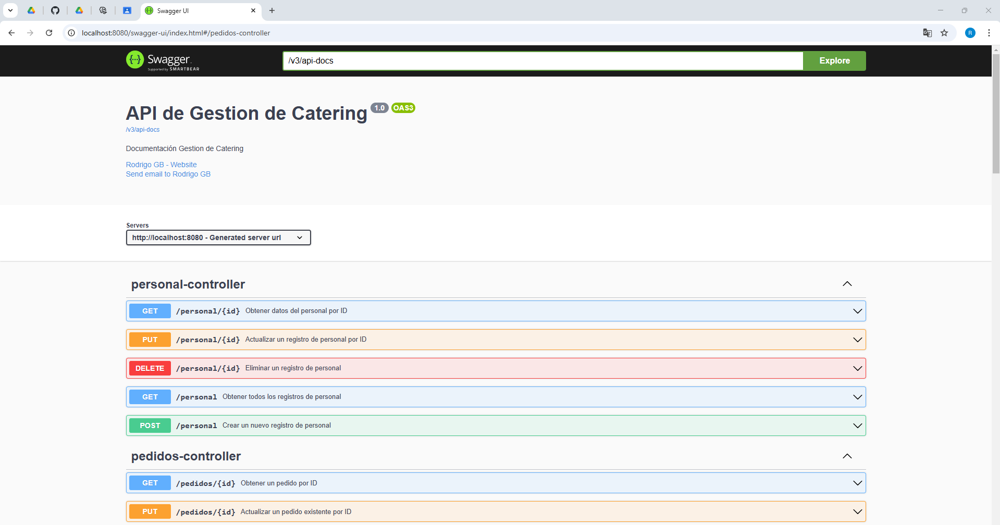 Swagger UI
localhost:8080/swagger-ui/index.html#/pedidos-controller
R
Swagger
Supported by SMARTBEAR
/v3/api-docs
Explore
API de Gestion de Catering 1.0 OAS3
/v3/api-docs
Documentación Gestion de Catering
Rodrigo GB - Website
Send email to Rodrigo GB
Servers
http://localhost:8080 - Generated server url
personal-controller
GET /personal/{id} Obtener datos del personal por ID
PUT /personal/{id} Actualizar un registro de personal por ID
DELETE /personal/{id} Eliminar un registro de personal
GET /personal Obtener todos los registros de personal
POST /personal Crear un nuevo registro de personal
pedidos-controller
GET /pedidos/{id} Obtener un pedido por ID
PUT /pedidos/{id} Actualizar un pedido existente por ID